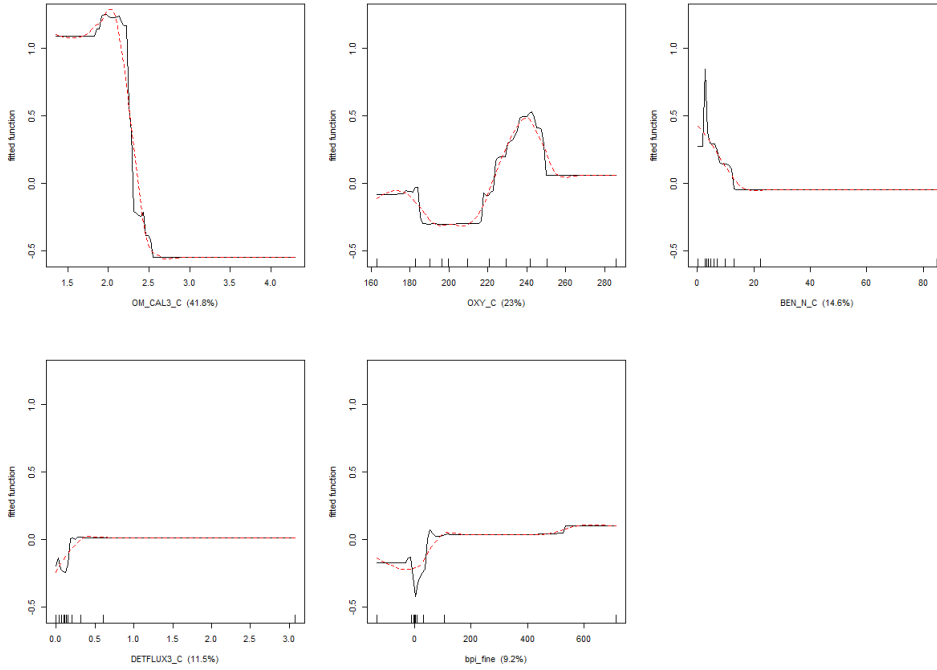 fitted function
-0.5 0.0 0.5 1.0
1.5 2.0 2.5 3.0 3.5 4.0
OM_CAL3_C (41.8%)
fitted function
-0.5 0.0 0.5 1.0
160 180 200 220 240 260 280
OXY_C (23%)
fitted function
-0.5 0.0 0.5 1.0
0 20 40 60 80
BEN_N_C (14.6%)
fitted function
-0.5 0.0 0.5 1.0
0.0 0.5 1.0 1.5 2.0 2.5 3.0
DETFLUX3_C (11.5%)
fitted function
-0.5 0.0 0.5 1.0
0 200 400 600
bpi_fine (9.2%)